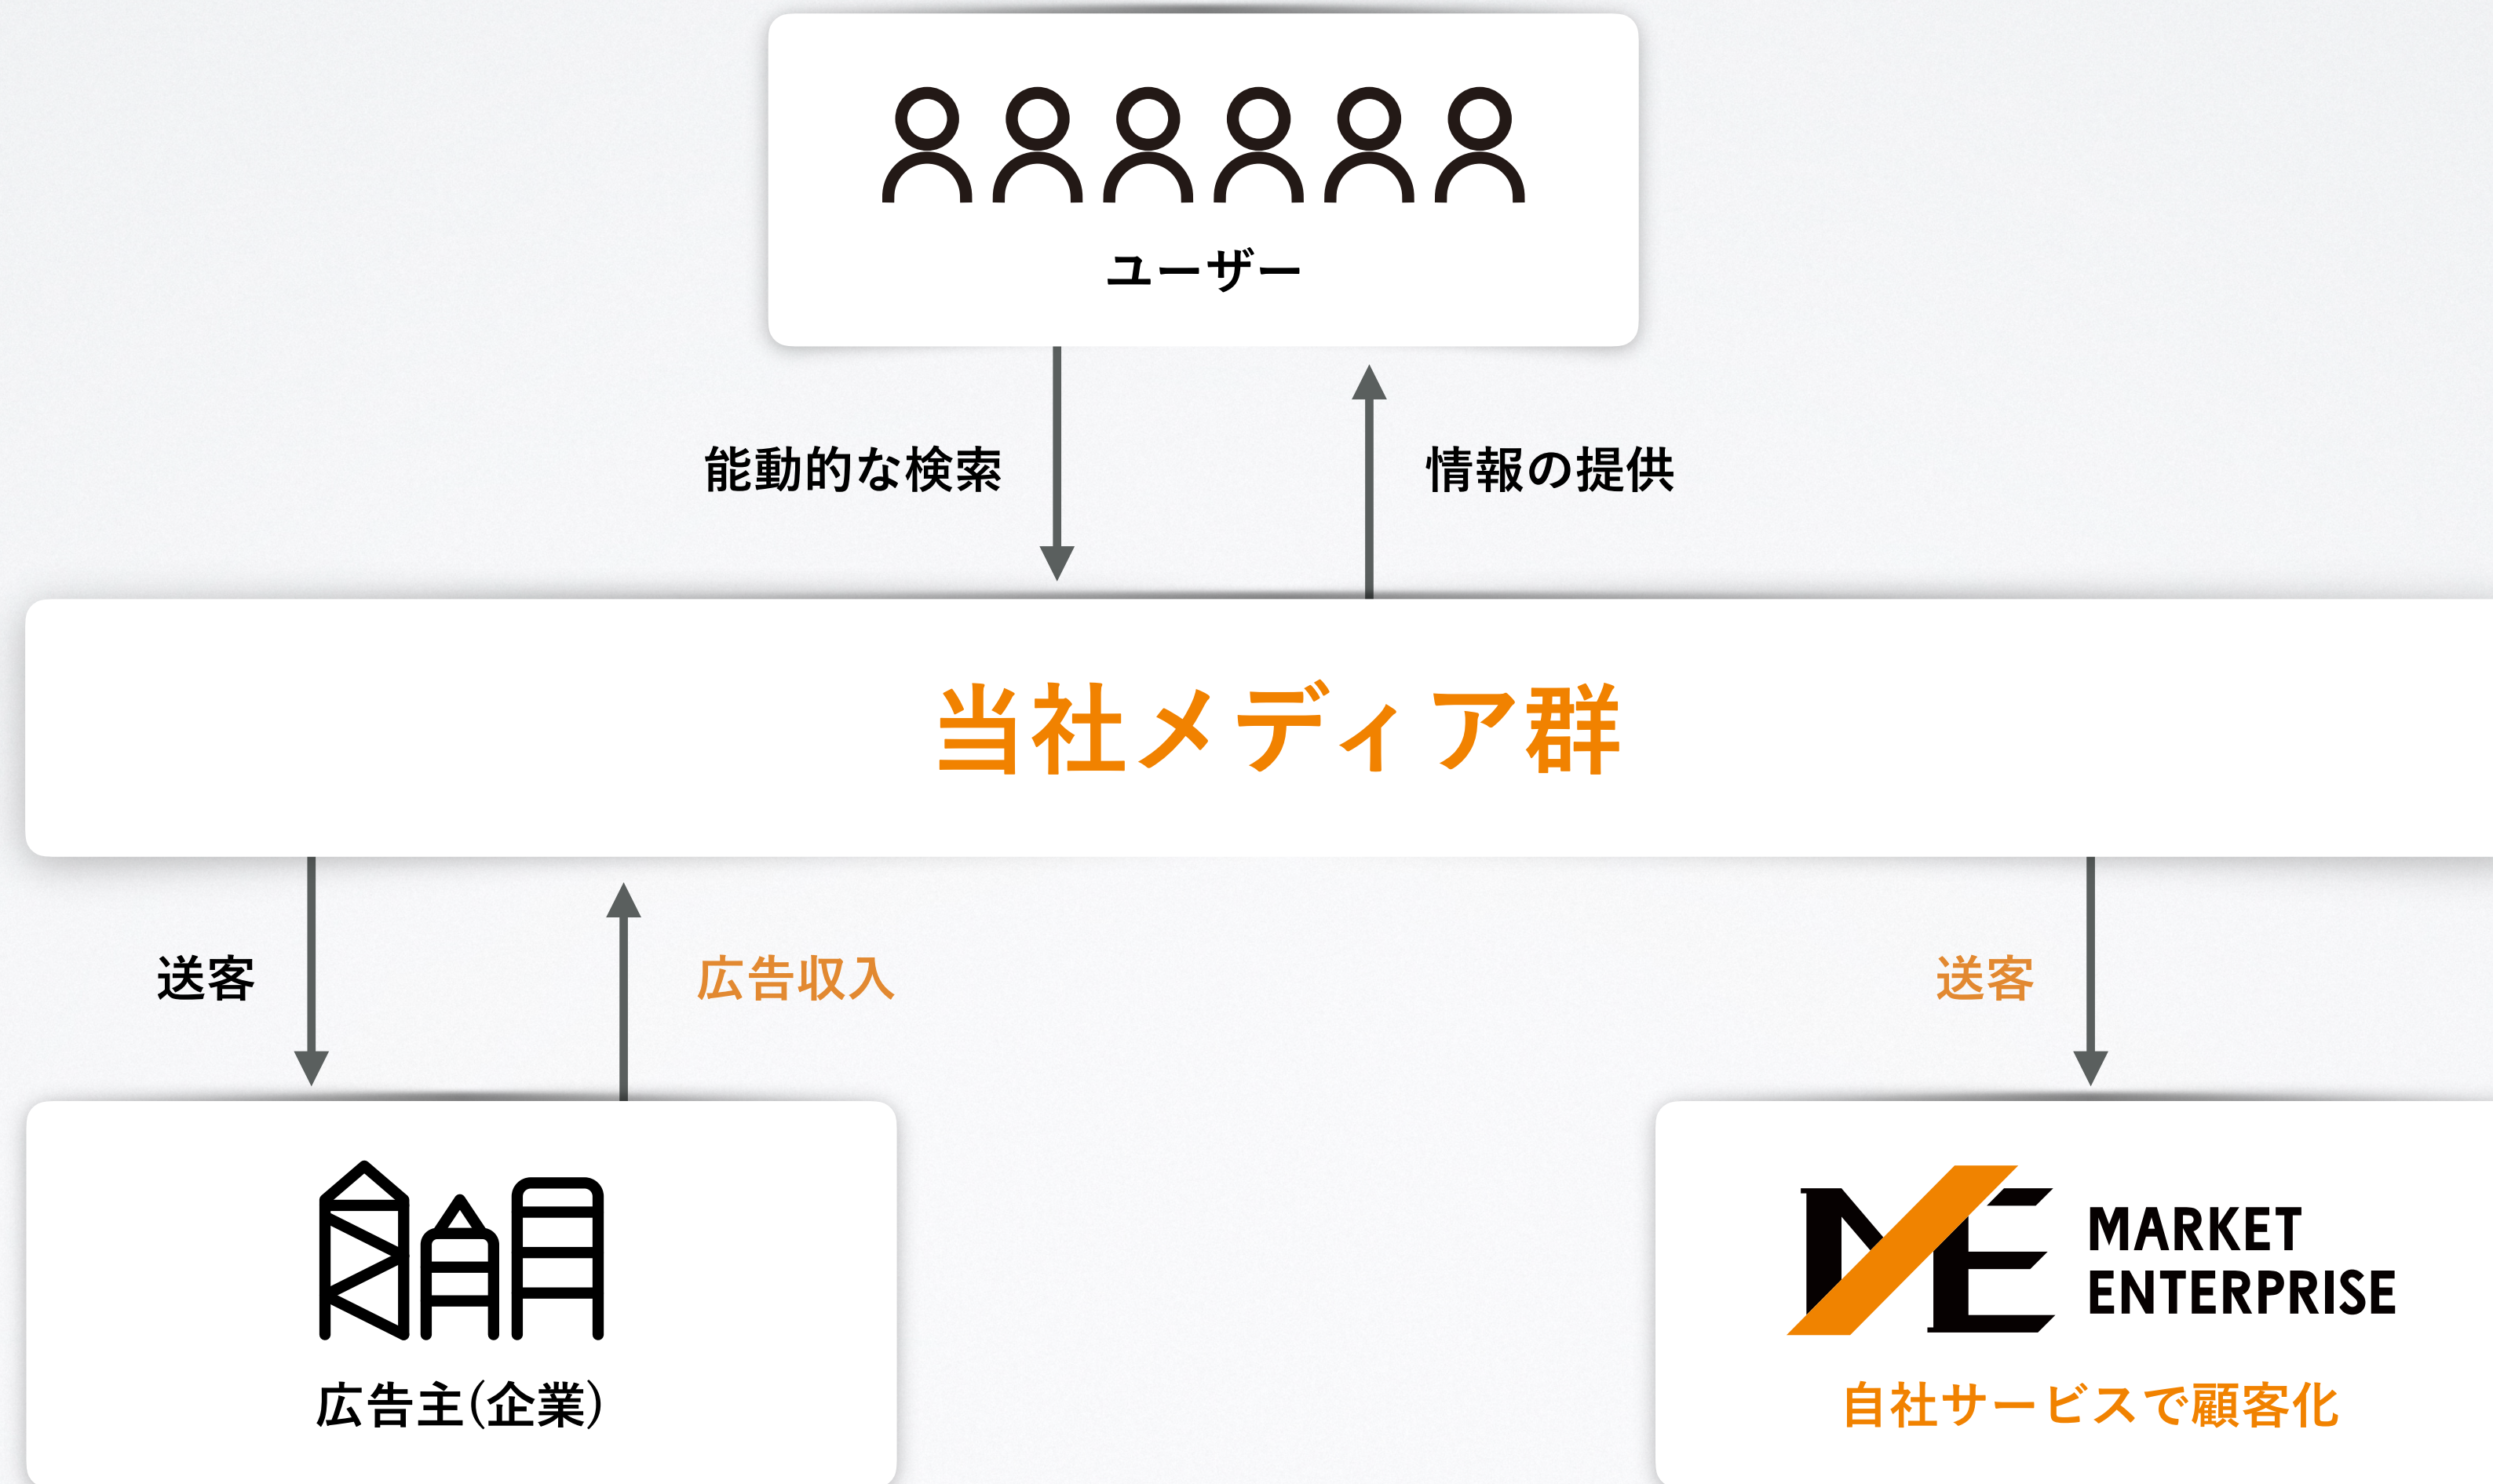 ユーザー
能動的な検索
情報の提供
当社メディア群
送客
広告収入
送客
広告主(企業)
ME
MARKET
ENTERPRISE
自社サービスで顧客化